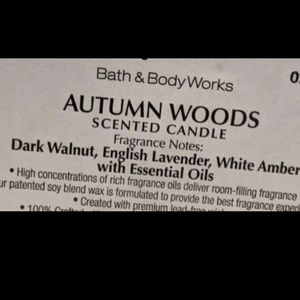 Bath & Body Works
AUTUMN WOODS
SCENTED CANDLE
Fragrance Notes:
Dark Walnut, English Lavender, White Amber
with Essential Oils
• High concentrations of rich fragrance oils deliver room-filling fragrance
ur patented soy blend wax is formulated to provide the best fragrance experi
• Created with premium lead-free
• 100%